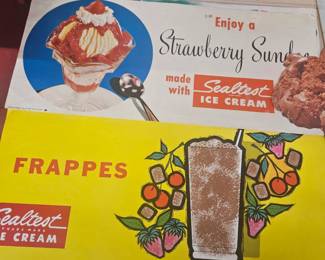 Enjoy a
Strawberry Sundae
made
with
Sealtest
ICE CREAM
FRAPPES
Sealtest
ICE CREAM